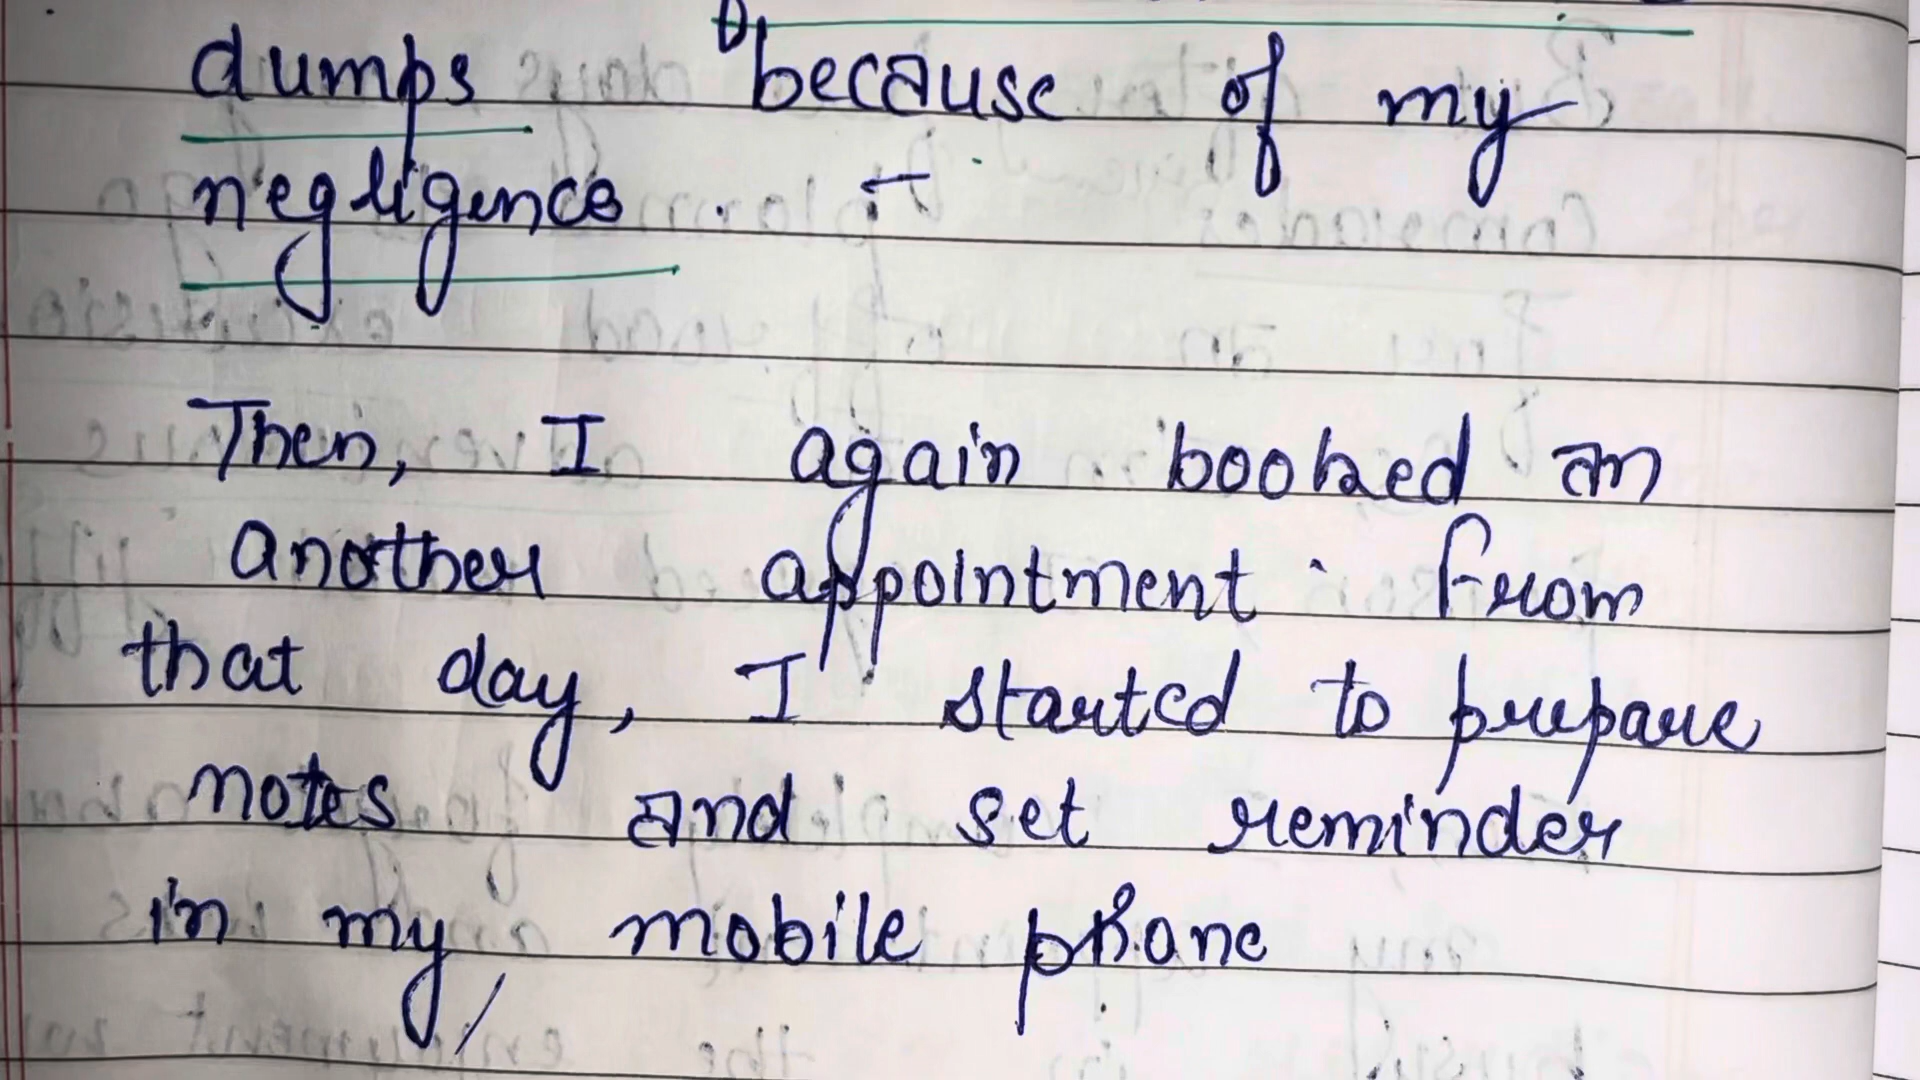 dumps because of my
negligence. -
Then, I again booked an
another appointment. From
that day, I started to prepare
notes and set reminder
in my mobile phone